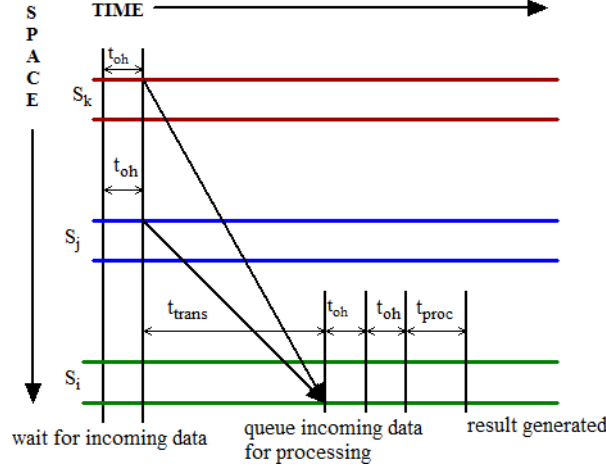 SPACE
TIME
t_oh
S_k
t_oh
S_j
t_trans
t_oh
t_oh
t_proc
S_i
wait for incoming data
queue incoming data
for processing
result generated